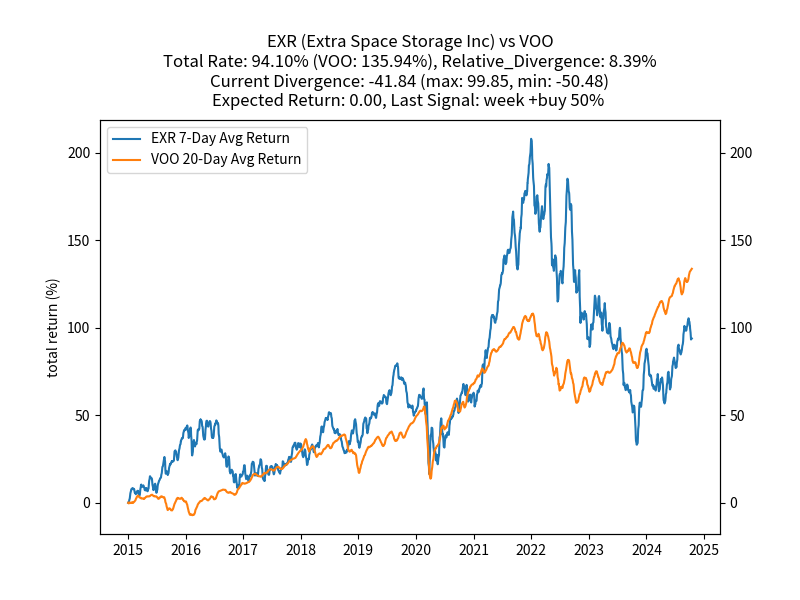 EXR (Extra Space Storage Inc) vs VOO
Total Rate: 94.10% (VOO: 135.94%), Relative_Divergence: 8.39%
Current Divergence: -41.84 (max: 99.85, min: -50.48)
Expected Return: 0.00, Last Signal: week +buy 50%
EXR 7-Day Avg Return
VOO 20-Day Avg Return
total return (%)
200
150
100
50
0
200
150
100
50
0
2015 2016 2017 2018 2019 2020 2021 2022 2023 2024 2025